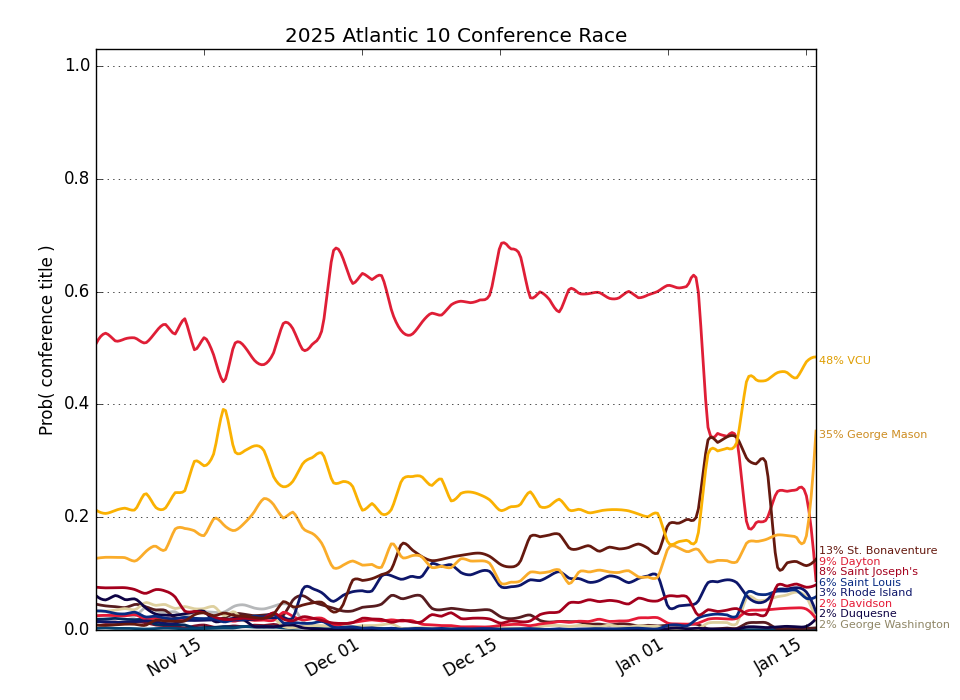 2025 Atlantic 10 Conference Race
Prob( conference title )
1.0
0.8
0.6
0.4
0.2
0.0
48% VCU
35% George Mason
13% St. Bonaventure
9% Dayton
8% Saint Joseph's
6% Saint Louis
3% Rhode Island
2% Davidson
2% Duquesne
2% George Washington
Nov 15
Dec 01
Dec 15
Jan 01
Jan 15